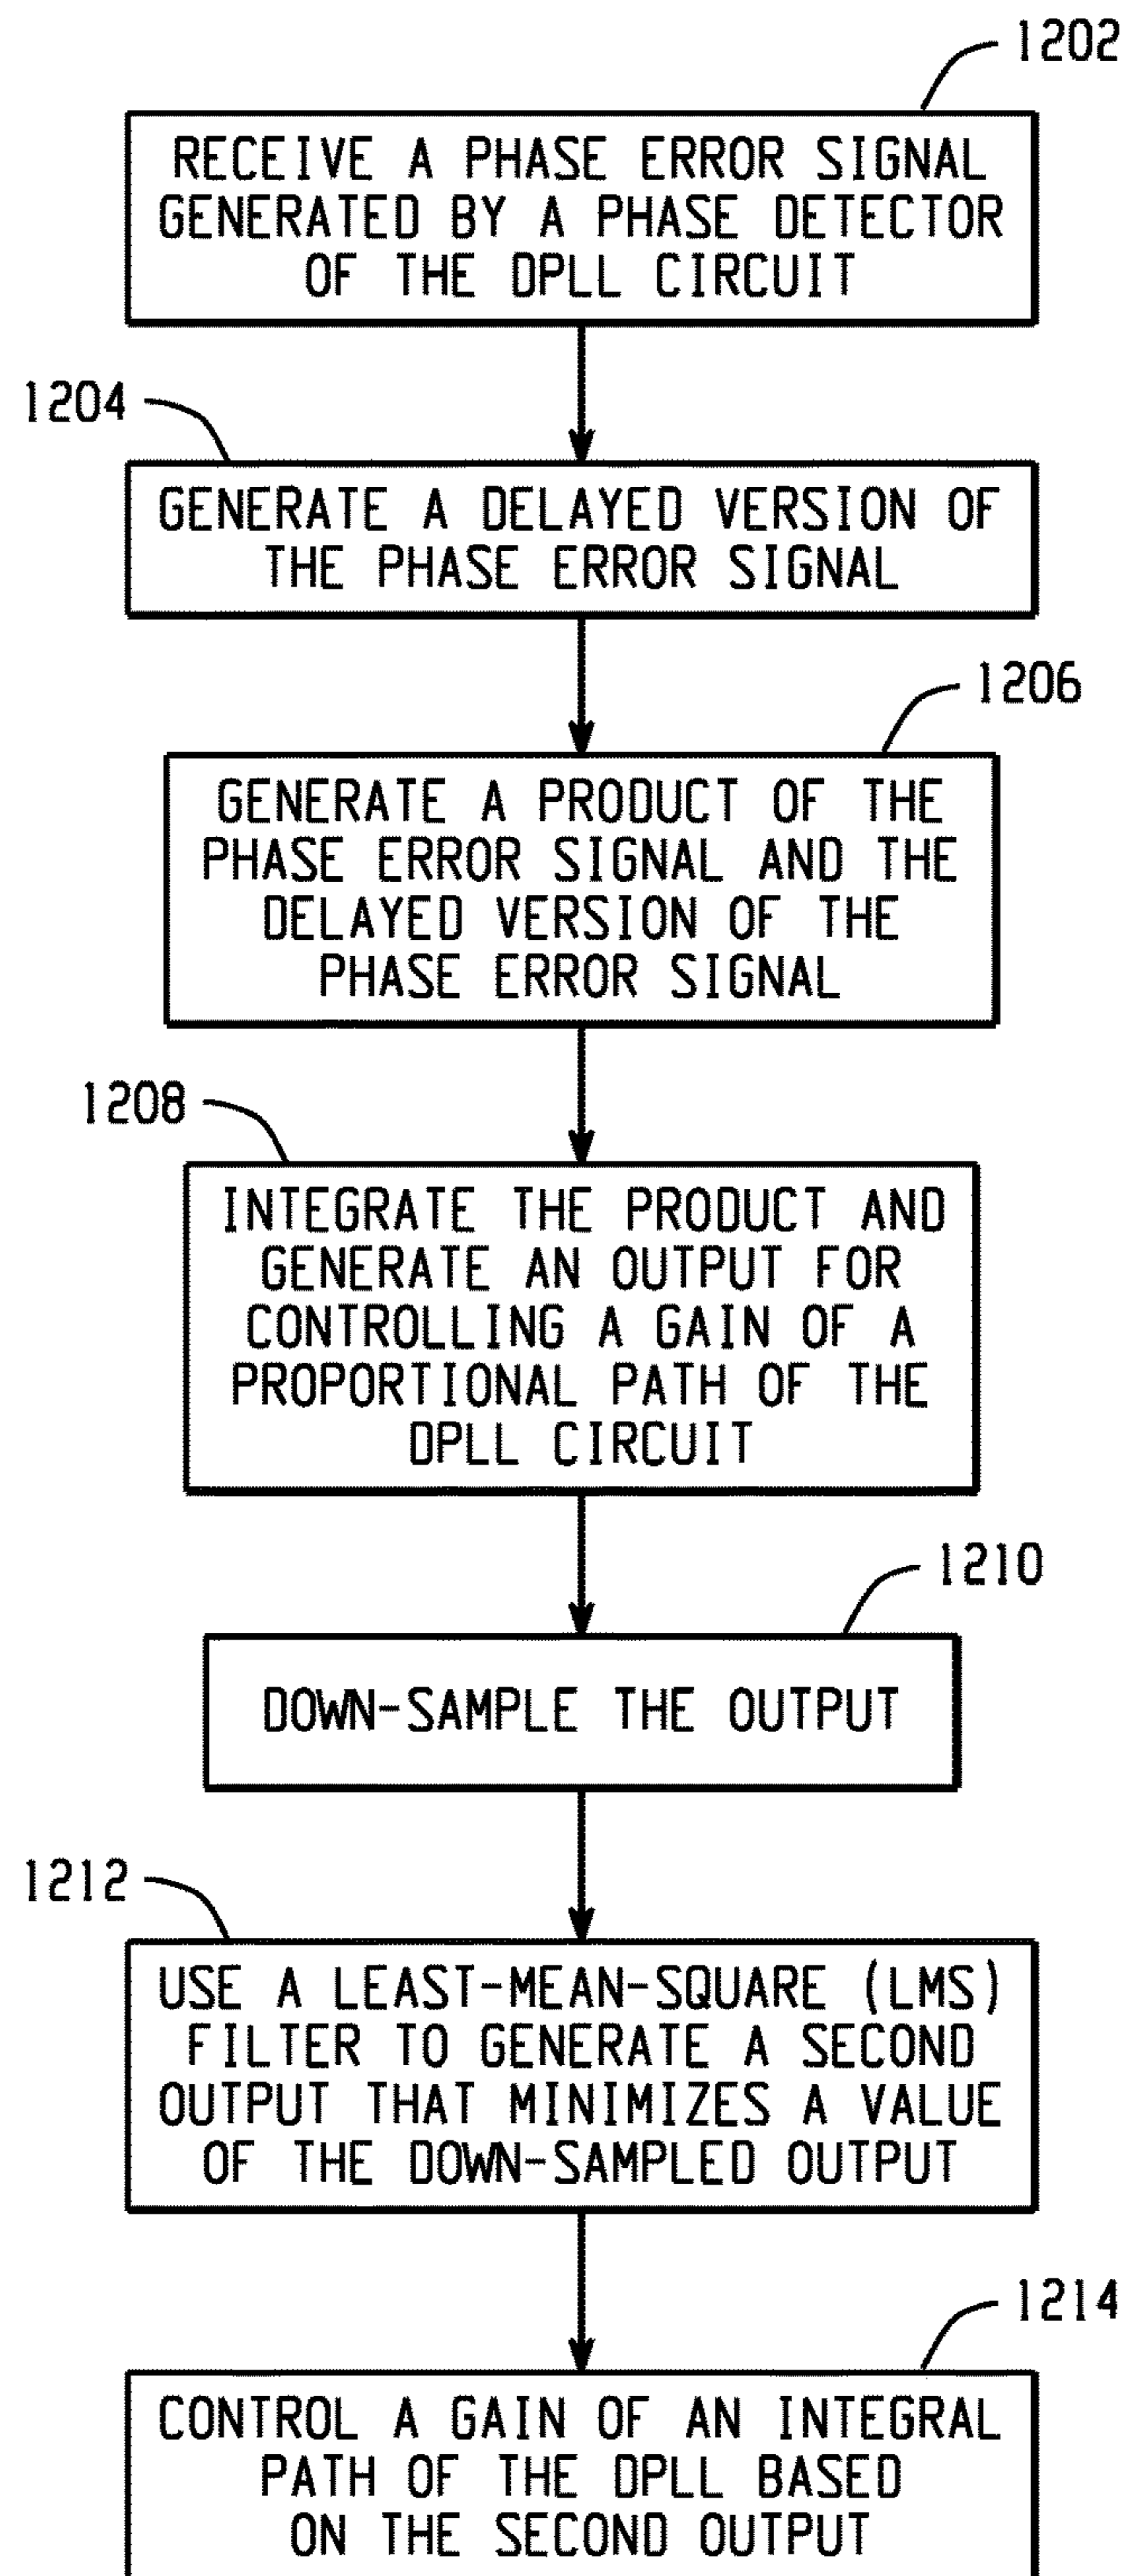 1202
RECEIVE A PHASE ERROR SIGNAL
GENERATED BY A PHASE DETECTOR
OF THE DPLL CIRCUIT
1204
GENERATE A DELAYED VERSION OF
THE PHASE ERROR SIGNAL
1206
GENERATE A PRODUCT OF THE
PHASE ERROR SIGNAL AND THE
DELAYED VERSION OF THE
PHASE ERROR SIGNAL
1208
INTEGRATE THE PRODUCT AND
GENERATE AN OUTPUT FOR
CONTROLLING A GAIN OF A
PROPORTIONAL PATH OF THE
DPLL CIRCUIT
1210
DOWN-SAMPLE THE OUTPUT
1212
USE A LEAST-MEAN-SQUARE (LMS)
FILTER TO GENERATE A SECOND
OUTPUT THAT MINIMIZES A VALUE
OF THE DOWN-SAMPLED OUTPUT
1214
CONTROL A GAIN OF AN INTEGRAL
PATH OF THE DPLL BASED
ON THE SECOND OUTPUT